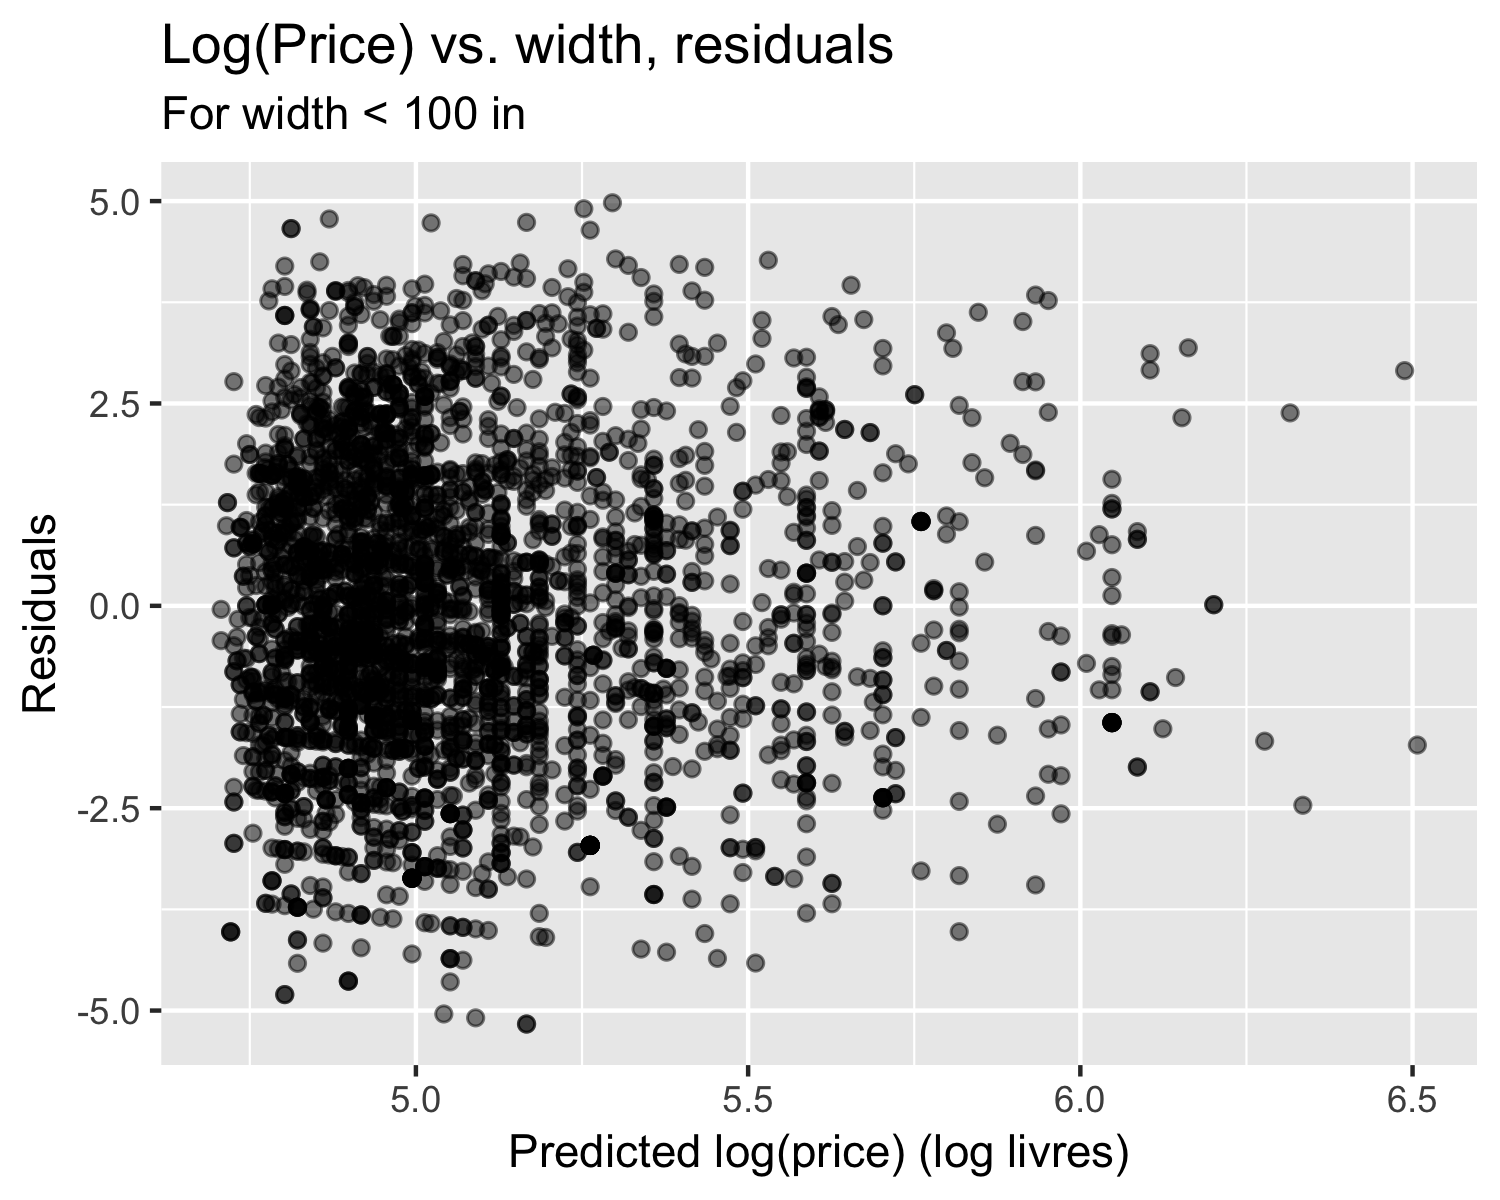 Log(Price) vs. width, residuals
For width < 100 in
Residuals
5.0
2.5
0.0
-2.5
-5.0
5.0 5.5 6.0 6.5
Predicted log(price) (log livres)